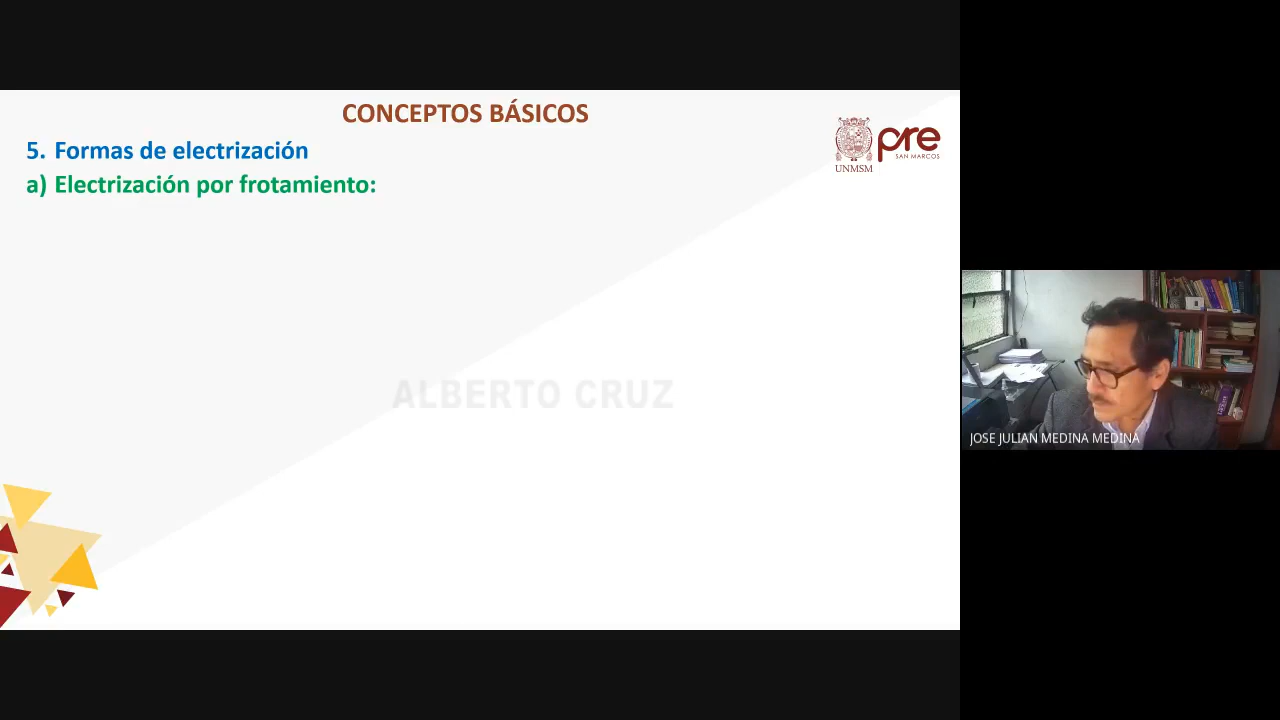 CONCEPTOS BÁSICOS
5. Formas de electrización
a) Electrización por frotamiento:
UNMSM
pre
SAN MARCOS
ALBERTO CRUZ
JOSE JULIAN MEDINA MEDINA